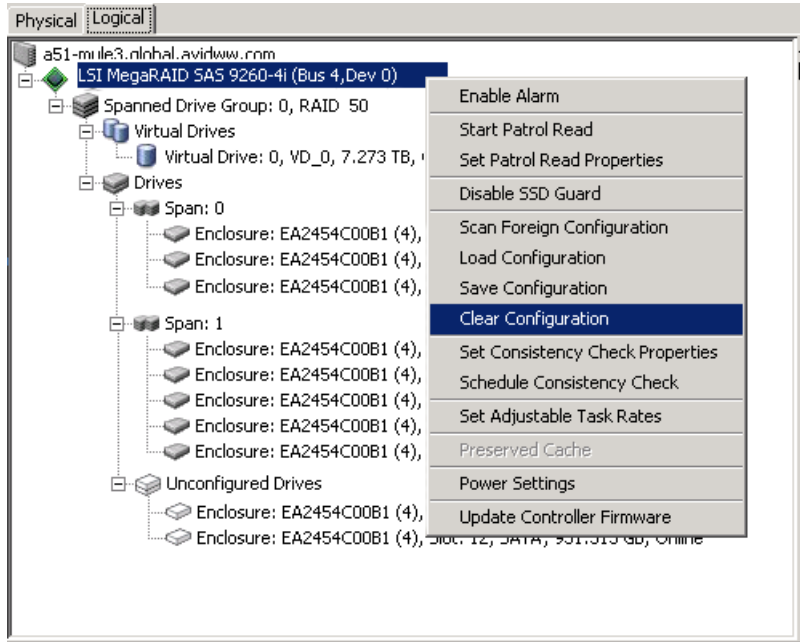 Physical Logical
a51-mule3.global.avidww.com
LSI MegaRAID SAS 9260-4i (Bus 4,Dev 0)
Spanned Drive Group: 0, RAID 50
Virtual Drives
Virtual Drive: 0, VD_0, 7.273 TB,
Drives
Span: 0
Enclosure: EA2454C00B1 (4),
Enclosure: EA2454C00B1 (4),
Enclosure: EA2454C00B1 (4),
Span: 1
Enclosure: EA2454C00B1 (4),
Enclosure: EA2454C00B1 (4),
Enclosure: EA2454C00B1 (4),
Enclosure: EA2454C00B1 (4),
Enclosure: EA2454C00B1 (4),
Unconfigured Drives
Enclosure: EA2454C00B1 (4),
Enclosure: EA2454C00B1 (4), Slot: 12, SATA, 931.513 GB, Online
Enable Alarm
Start Patrol Read
Set Patrol Read Properties
Disable SSD Guard
Scan Foreign Configuration
Load Configuration
Save Configuration
Clear Configuration
Set Consistency Check Properties
Schedule Consistency Check
Set Adjustable Task Rates
Preserved Cache
Power Settings
Update Controller Firmware